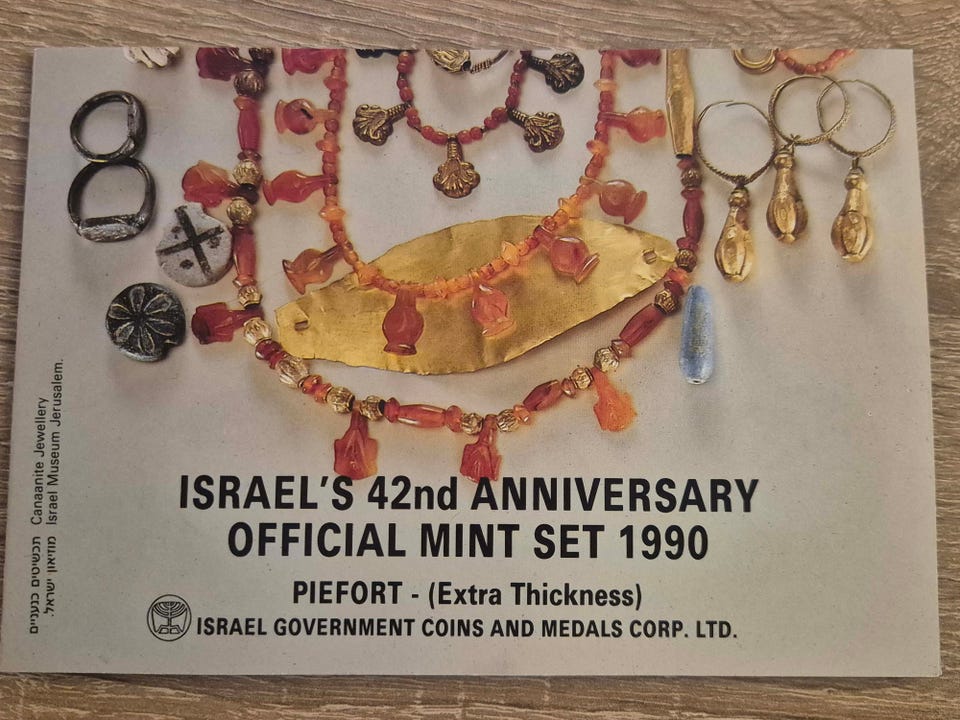 ISRAEL'S 42nd ANNIVERSARY
OFFICIAL MINT SET 1990
PIEFORT - (Extra Thickness)
ISRAEL GOVERNMENT COINS AND MEDALS CORP. LTD.
תכשיטים כנעניים Canaanite Jewellery
מוזיאון ישראל. Israel Museum Jerusalem.